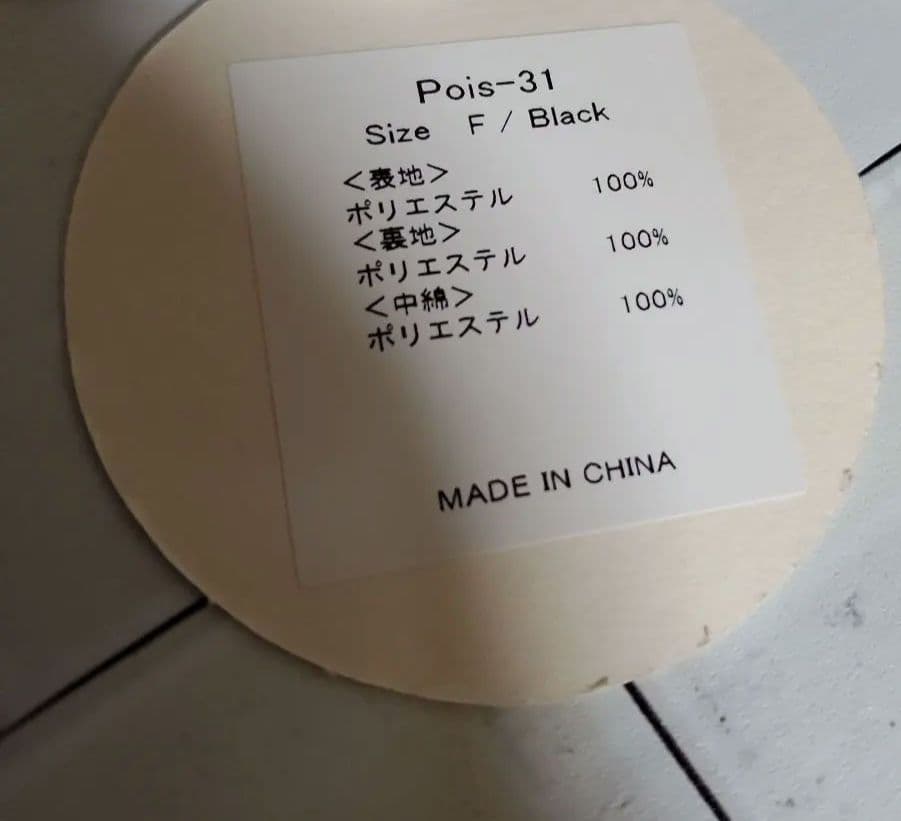 Pois-31
Size F / Black
＜表地＞
ポリエステル 100%
＜裏地＞
ポリエステル 100%
＜中綿＞
ポリエステル 100%
MADE IN CHINA